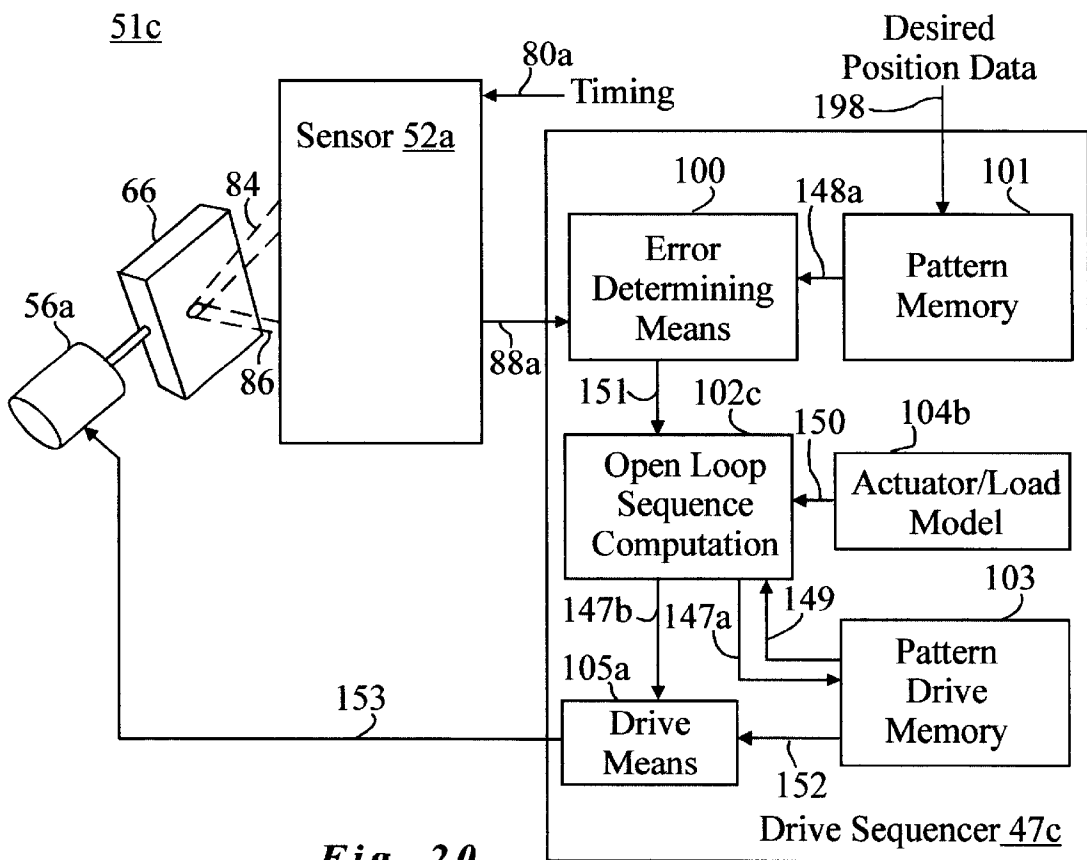 51c
Desired
Position Data
80a
Timing
198
Sensor 52a
66
84
100
148a
101
Error
Determining
Means
Pattern
Memory
56a
86
88a
151
102c
150
104b
Open Loop
Sequence
Computation
Actuator/Load
Model
147b
147a
149
103
105a
Pattern
Drive
Memory
153
Drive
Means
152
Drive Sequencer 47c
Fig. 20